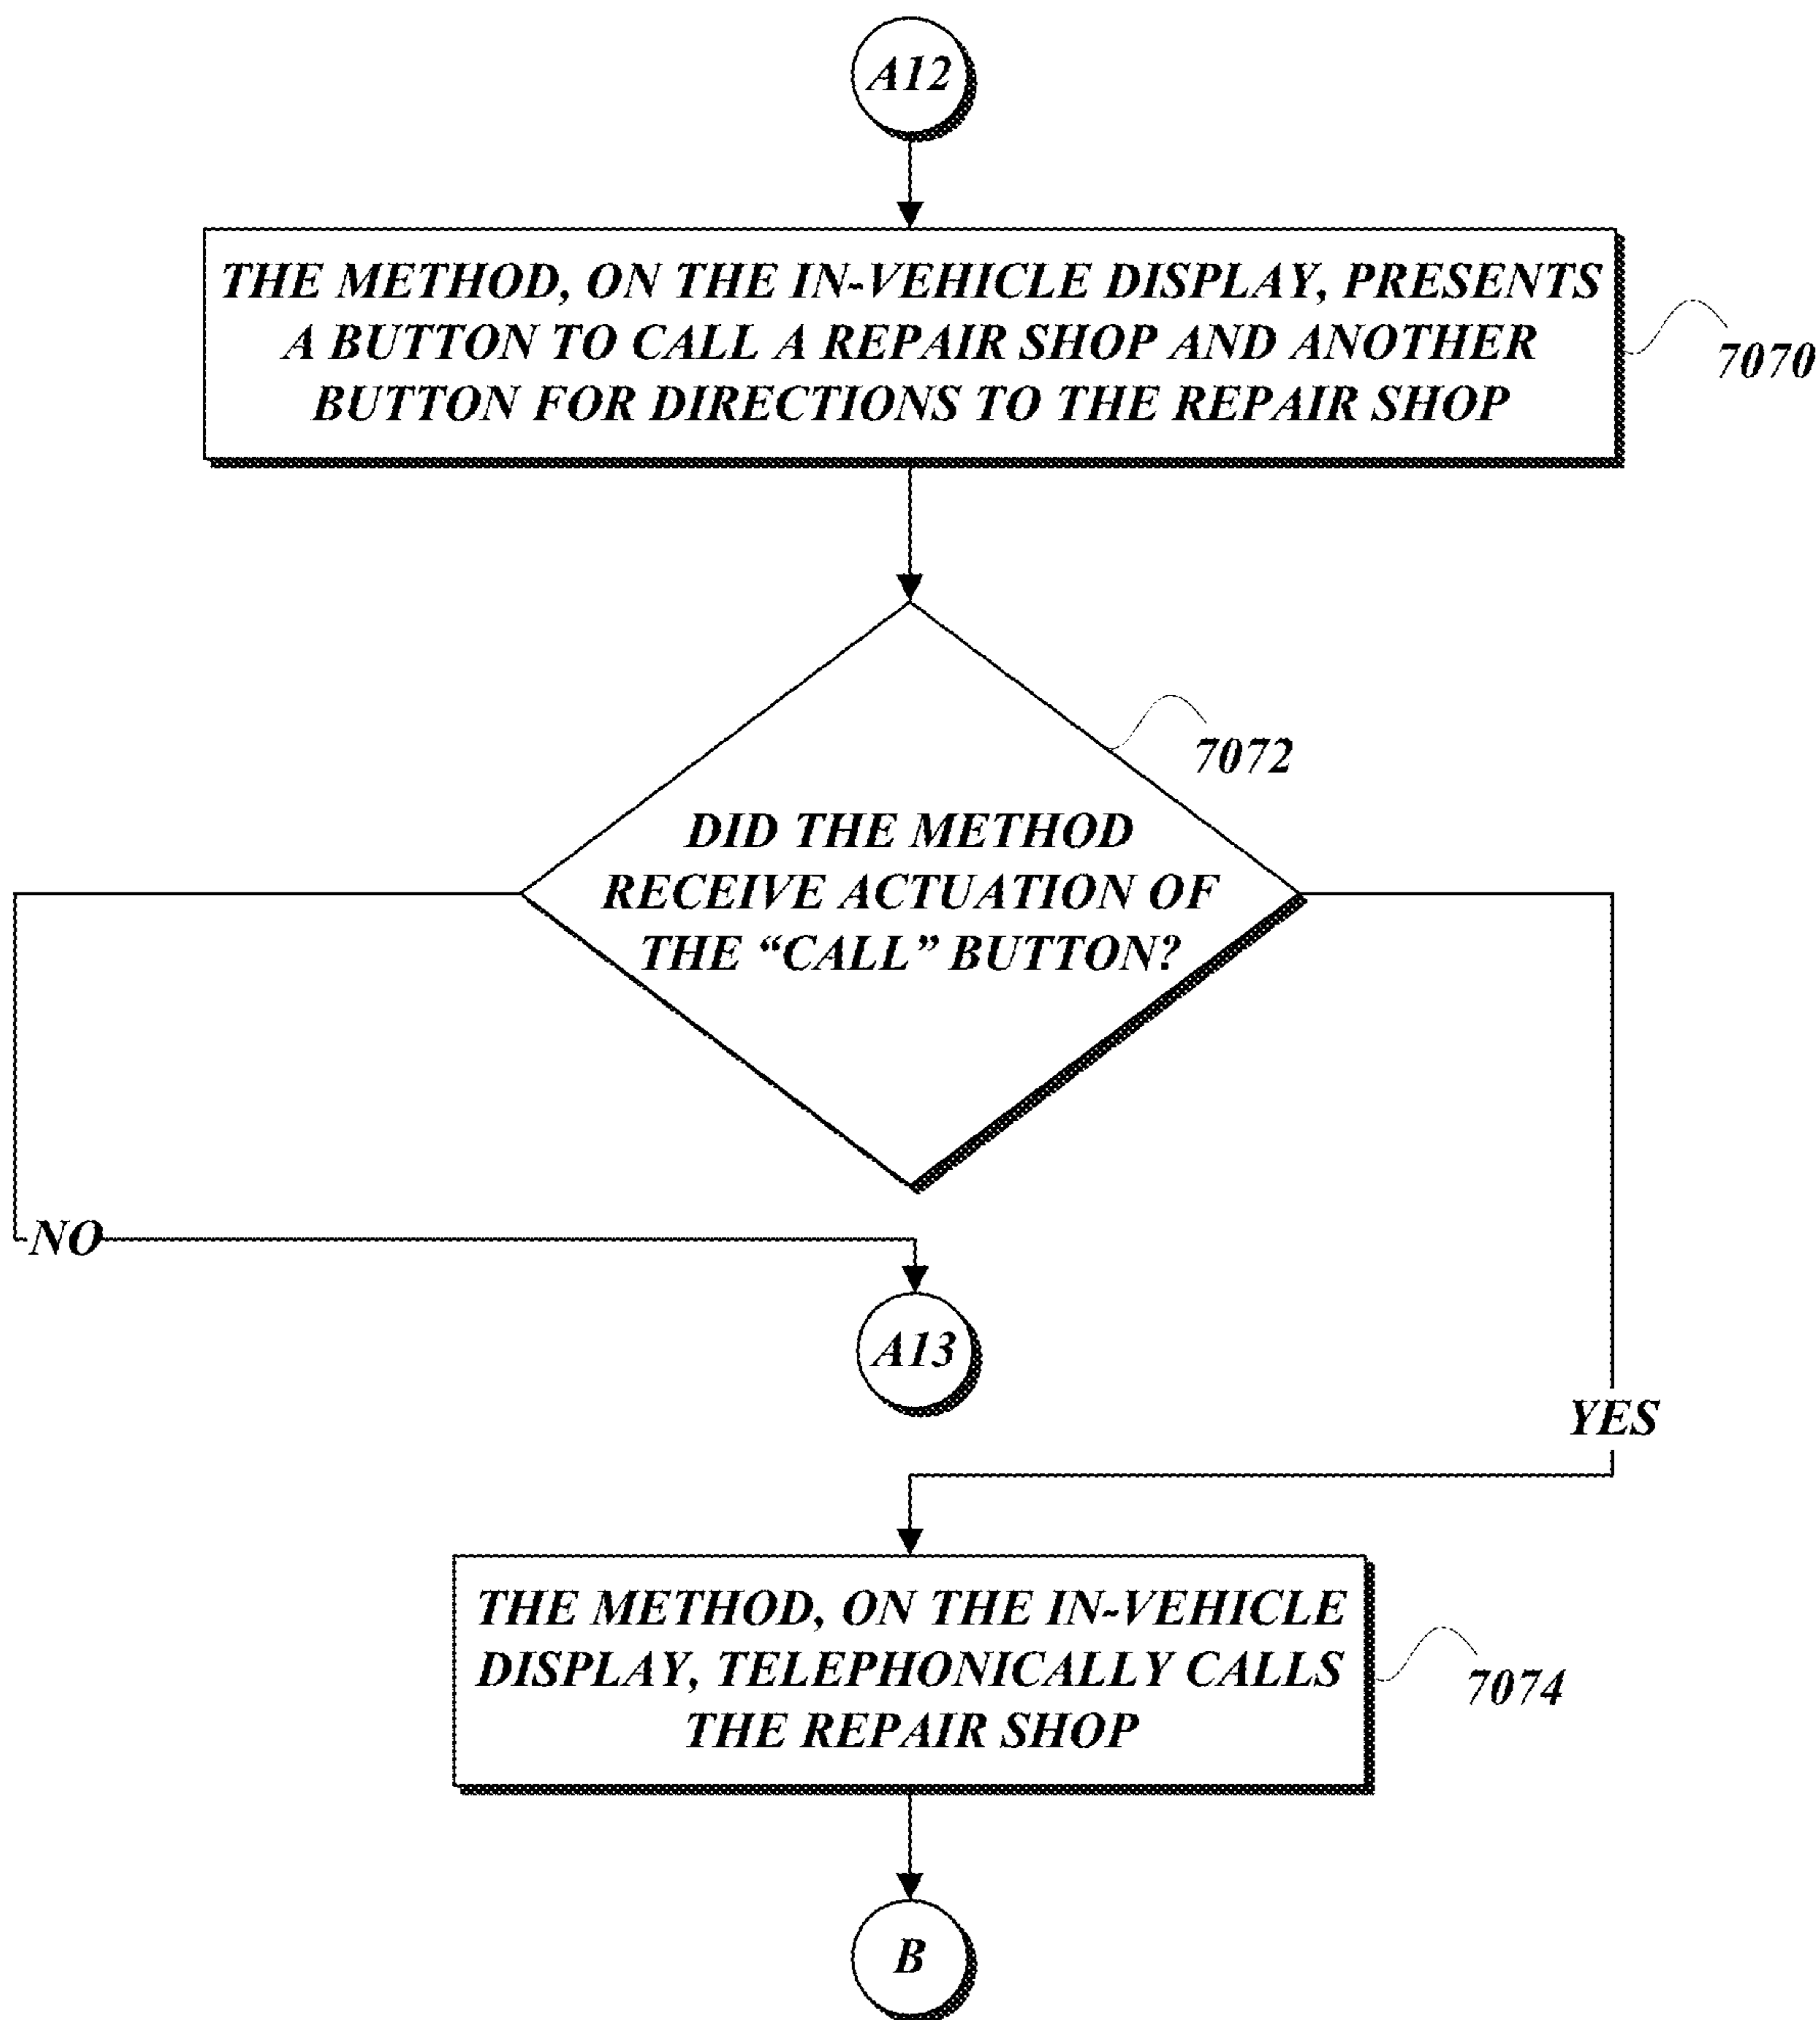 A12
THE METHOD, ON THE IN-VEHICLE DISPLAY, PRESENTS
A BUTTON TO CALL A REPAIR SHOP AND ANOTHER
BUTTON FOR DIRECTIONS TO THE REPAIR SHOP
7070
7072
DID THE METHOD
RECEIVE ACTUATION OF
THE “CALL” BUTTON?
NO
A13
YES
THE METHOD, ON THE IN-VEHICLE
DISPLAY, TELEPHONICALLY CALLS
THE REPAIR SHOP
7074
B